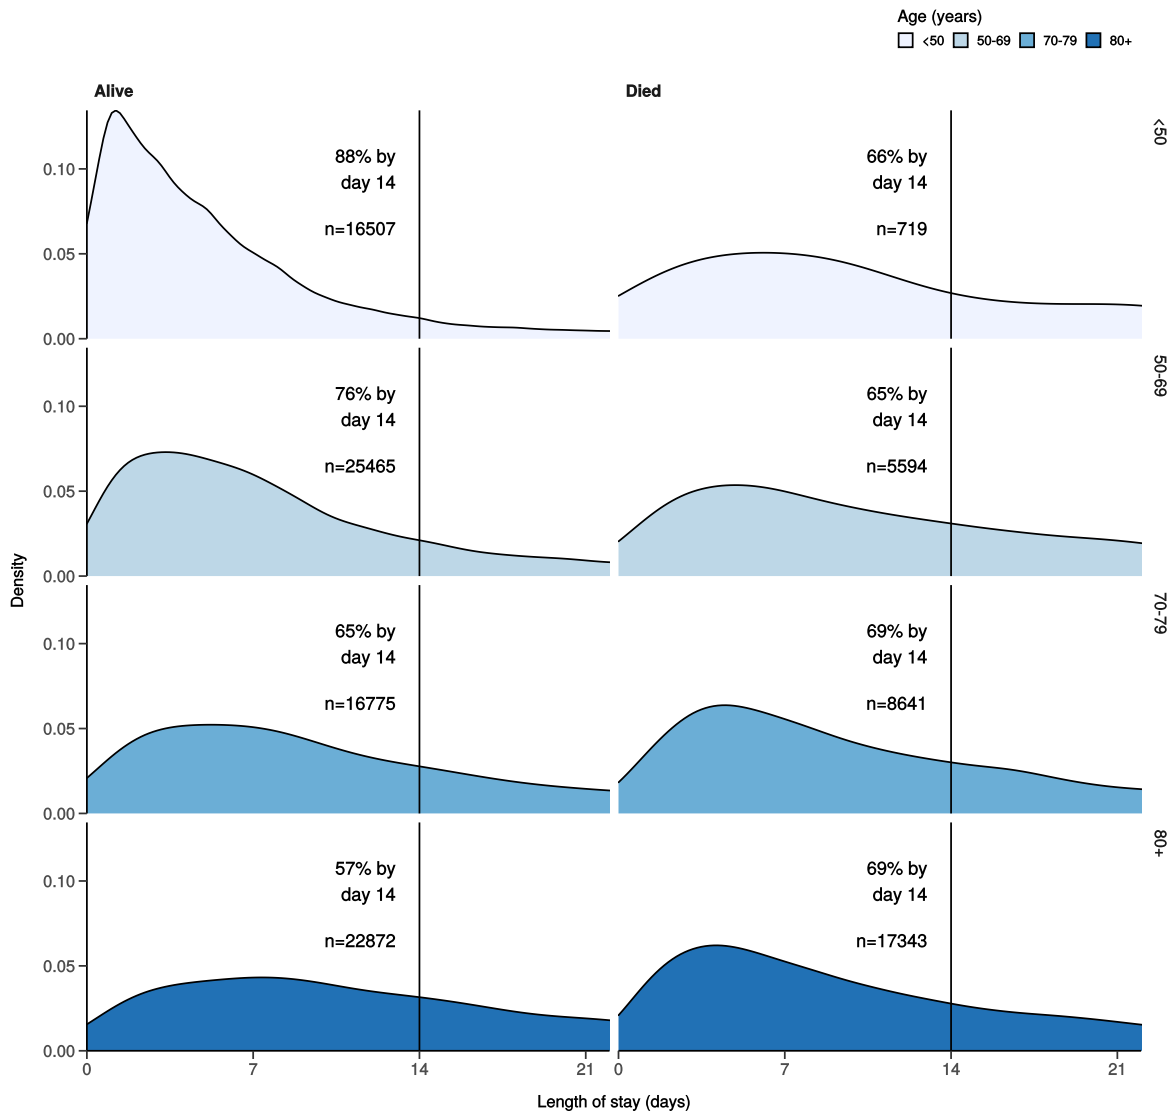 Age (years)
<50 50-69 70-79 80+
Alive Died
0.10
0.05
0.00
88% by
day 14
n=16507
66% by
day 14
n=719
<50
0.10
0.05
0.00
76% by
day 14
n=25465
65% by
day 14
n=5594
50-69
0.10
0.05
0.00
65% by
day 14
n=16775
69% by
day 14
n=8641
70-79
0.10
0.05
0.00
57% by
day 14
n=22872
69% by
day 14
n=17343
80+
Density
0 7 14 21 0 7 14 21
Length of stay (days)